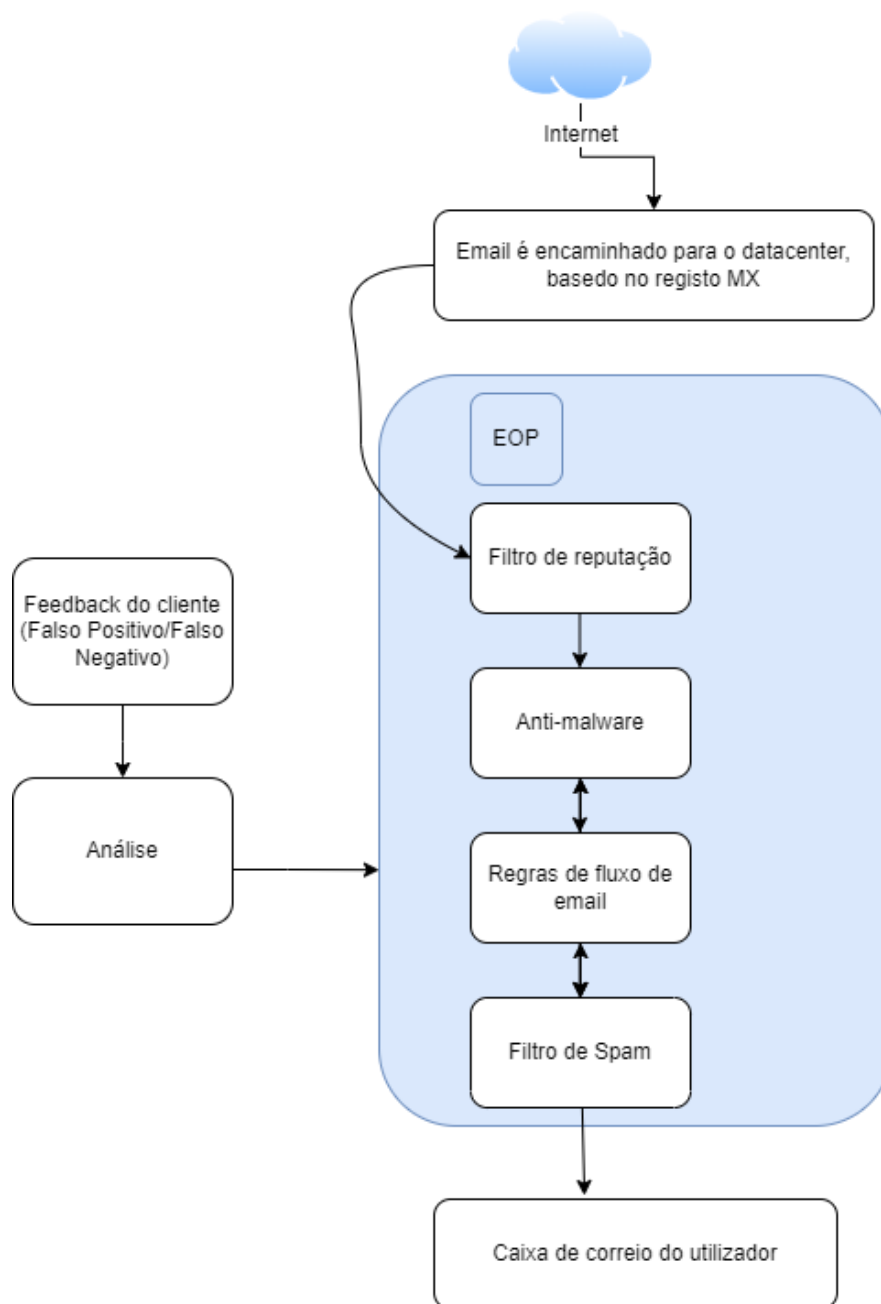 Internet
Email é encaminhado para o datacenter,
basedo no registo MX
EOP
Filtro de reputação
Feedback do cliente
(Falso Positivo/Falso
Negativo)
Anti-malware
Análise
Regras de fluxo de
email
Filtro de Spam
Caixa de correio do utilizador